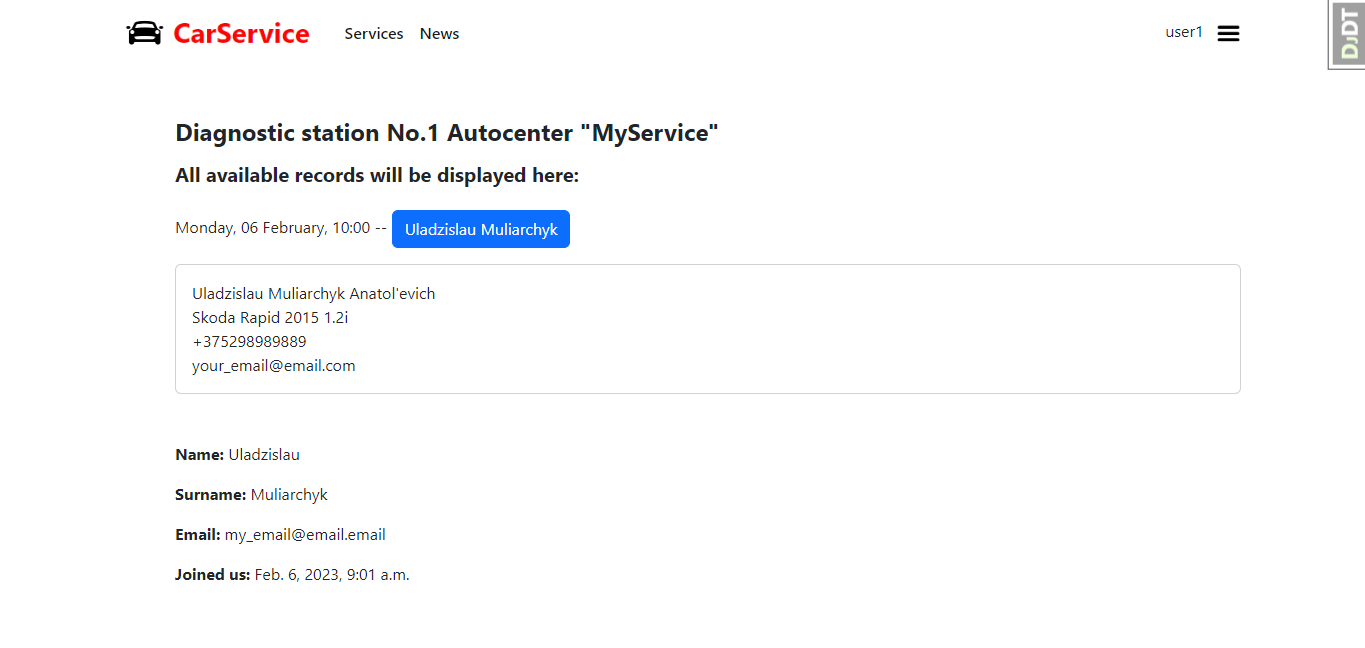 CarService
Services
News
user1
DJDT
Diagnostic station No.1 Autocenter "MyService"
All available records will be displayed here:
Monday, 06 February, 10:00 -- Uladzislau Muliarchyk
Uladzislau Muliarchyk Anatol'evich
Skoda Rapid 2015 1.2i
+375298989889
your_email@email.com
Name: Uladzislau
Surname: Muliarchyk
Email: my_email@email.email
Joined us: Feb. 6, 2023, 9:01 a.m.